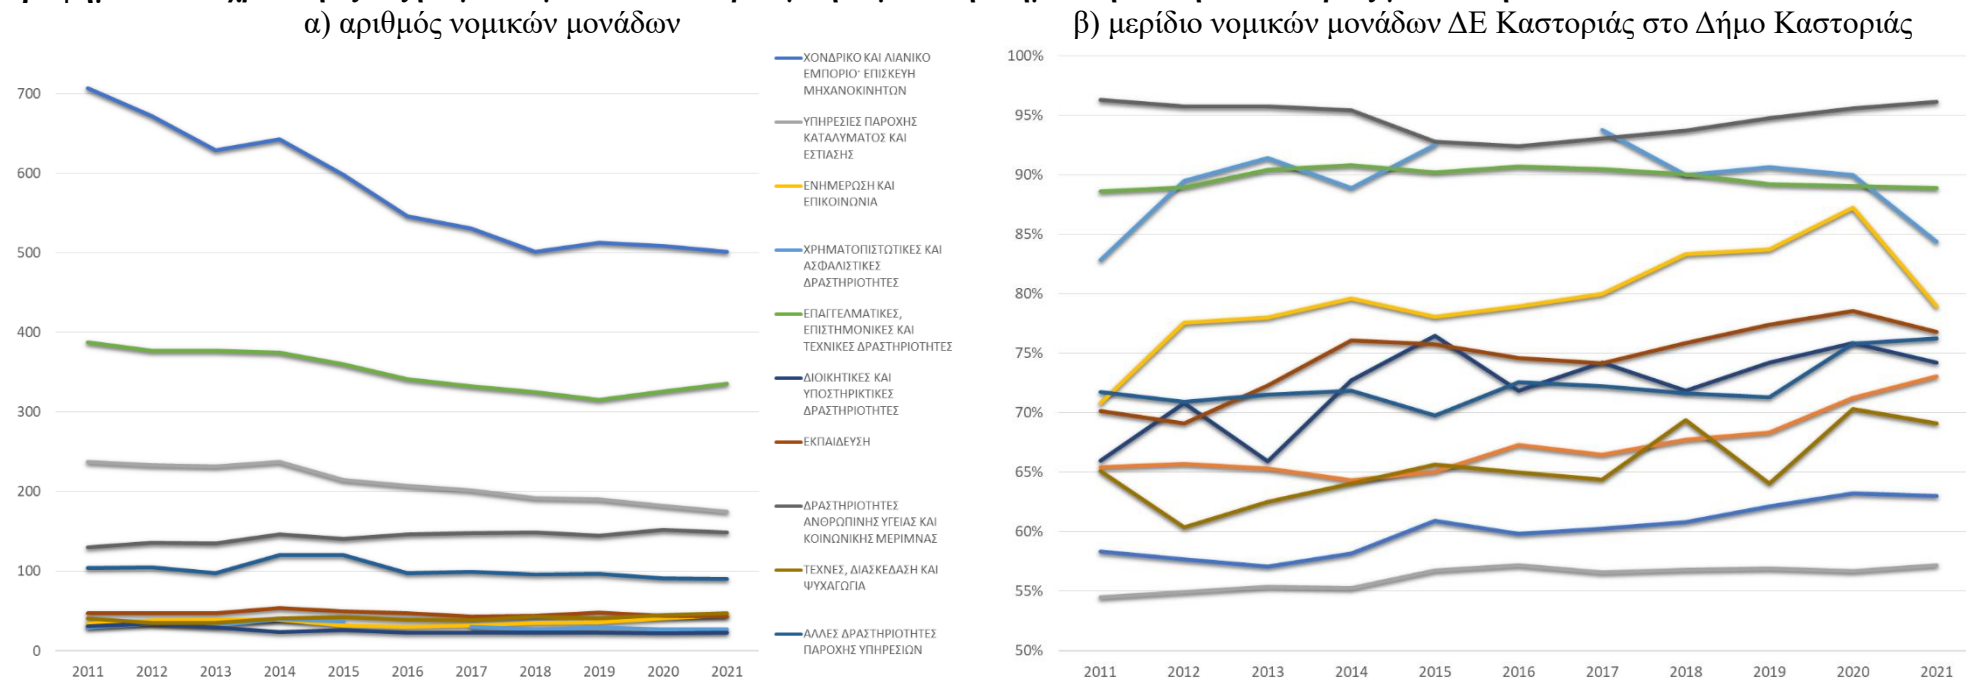 α) αριθμός νομικών μονάδων
β) μερίδιο νομικών μονάδων ΔΕ Καστοριάς στο Δήμο Καστοριάς
700
600
500
400
300
200
100
0
2011 2012 2013 2014 2015 2016 2017 2018 2019 2020 2021
ΧΟΝΔΡΙΚΟ ΚΑΙ ΛΙΑΝΙΚΟ
ΕΜΠΟΡΙΟ· ΕΠΙΣΚΕΥΗ
ΜΗΧΑΝΟΚΙΝΗΤΩΝ
ΥΠΗΡΕΣΙΕΣ ΠΑΡΟΧΗΣ
ΚΑΤΑΛΥΜΑΤΟΣ ΚΑΙ
ΕΣΤΙΑΣΗΣ
ΕΝΗΜΕΡΩΣΗ ΚΑΙ
ΕΠΙΚΟΙΝΩΝΙΑ
ΧΡΗΜΑΤΟΠΙΣΤΩΤΙΚΕΣ ΚΑΙ
ΑΣΦΑΛΙΣΤΙΚΕΣ
ΔΡΑΣΤΗΡΙΟΤΗΤΕΣ
ΕΠΑΓΓΕΛΜΑΤΙΚΕΣ,
ΕΠΙΣΤΗΜΟΝΙΚΕΣ ΚΑΙ
ΤΕΧΝΙΚΕΣ ΔΡΑΣΤΗΡΙΟΤΗΤΕΣ
ΔΙΟΙΚΗΤΙΚΕΣ ΚΑΙ
ΥΠΟΣΤΗΡΙΚΤΙΚΕΣ
ΔΡΑΣΤΗΡΙΟΤΗΤΕΣ
ΕΚΠΑΙΔΕΥΣΗ
ΔΡΑΣΤΗΡΙΟΤΗΤΕΣ
ΑΝΘΡΩΠΙΝΗΣ ΥΓΕΙΑΣ ΚΑΙ
ΚΟΙΝΩΝΙΚΗΣ ΜΕΡΙΜΝΑΣ
ΤΕΧΝΕΣ, ΔΙΑΣΚΕΔΑΣΗ ΚΑΙ
ΨΥΧΑΓΩΓΙΑ
ΑΛΛΕΣ ΔΡΑΣΤΗΡΙΟΤΗΤΕΣ
ΠΑΡΟΧΗΣ ΥΠΗΡΕΣΙΩΝ
100%
95%
90%
85%
80%
75%
70%
65%
60%
55%
50%
2011 2012 2013 2014 2015 2016 2017 2018 2019 2020 2021